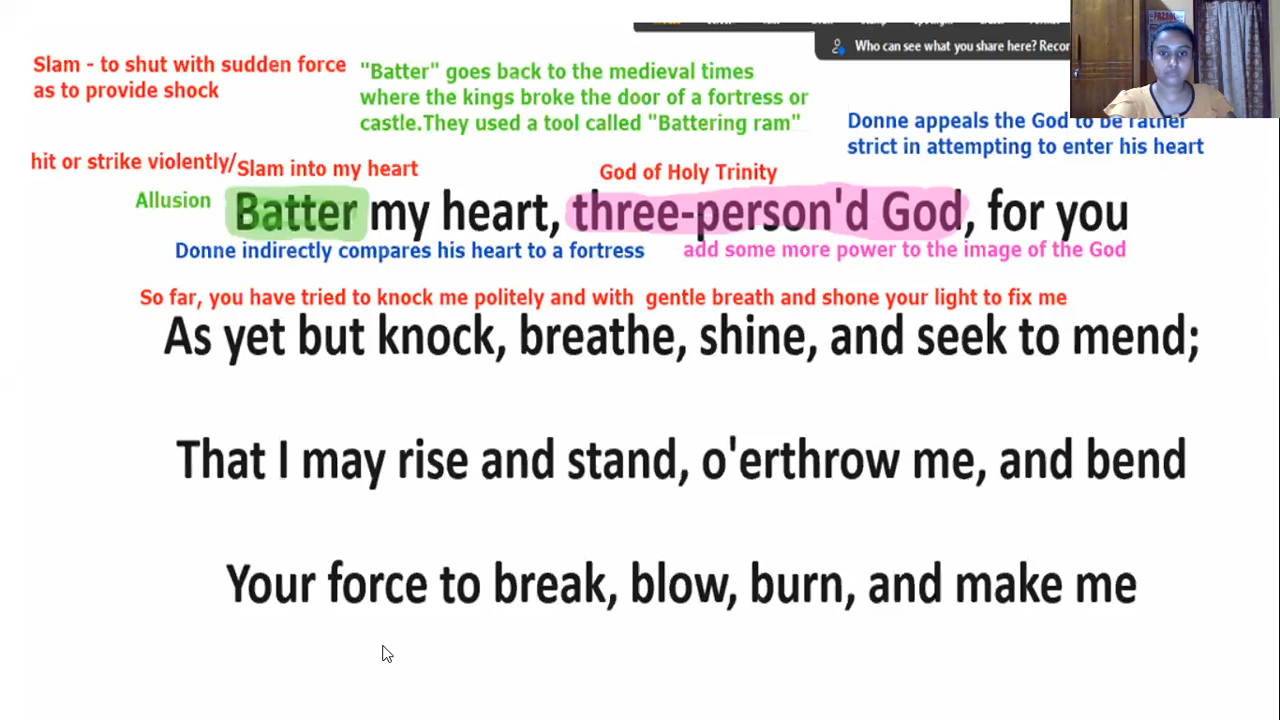 Who can see what you share here? Recor
Slam - to shut with sudden force
as to provide shock
"Batter" goes back to the medieval times
where the kings broke the door of a fortress or
castle.They used a tool called "Battering ram"
Donne appeals the God to be rather
strict in attempting to enter his heart
hit or strike violently/Slam into my heart
God of Holy Trinity
Allusion
Batter my heart, three-person'd God, for you
Donne indirectly compares his heart to a fortress
add some more power to the image of the God
So far, you have tried to knock me politely and with gentle breath and shone your light to fix me
As yet but knock, breathe, shine, and seek to mend;
That I may rise and stand, o'erthrow me, and bend
Your force to break, blow, burn, and make me